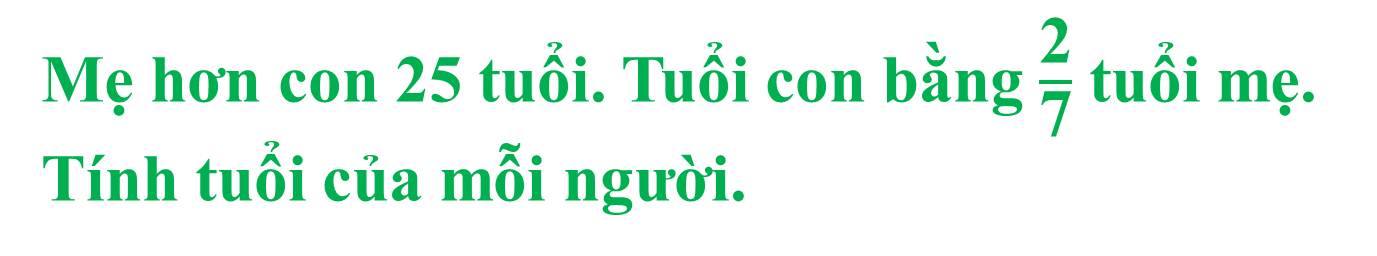 Mẹ hơn con 25 tuổi. Tuổi con bằng 2/7 tuổi mẹ.
Tính tuổi của mỗi người.